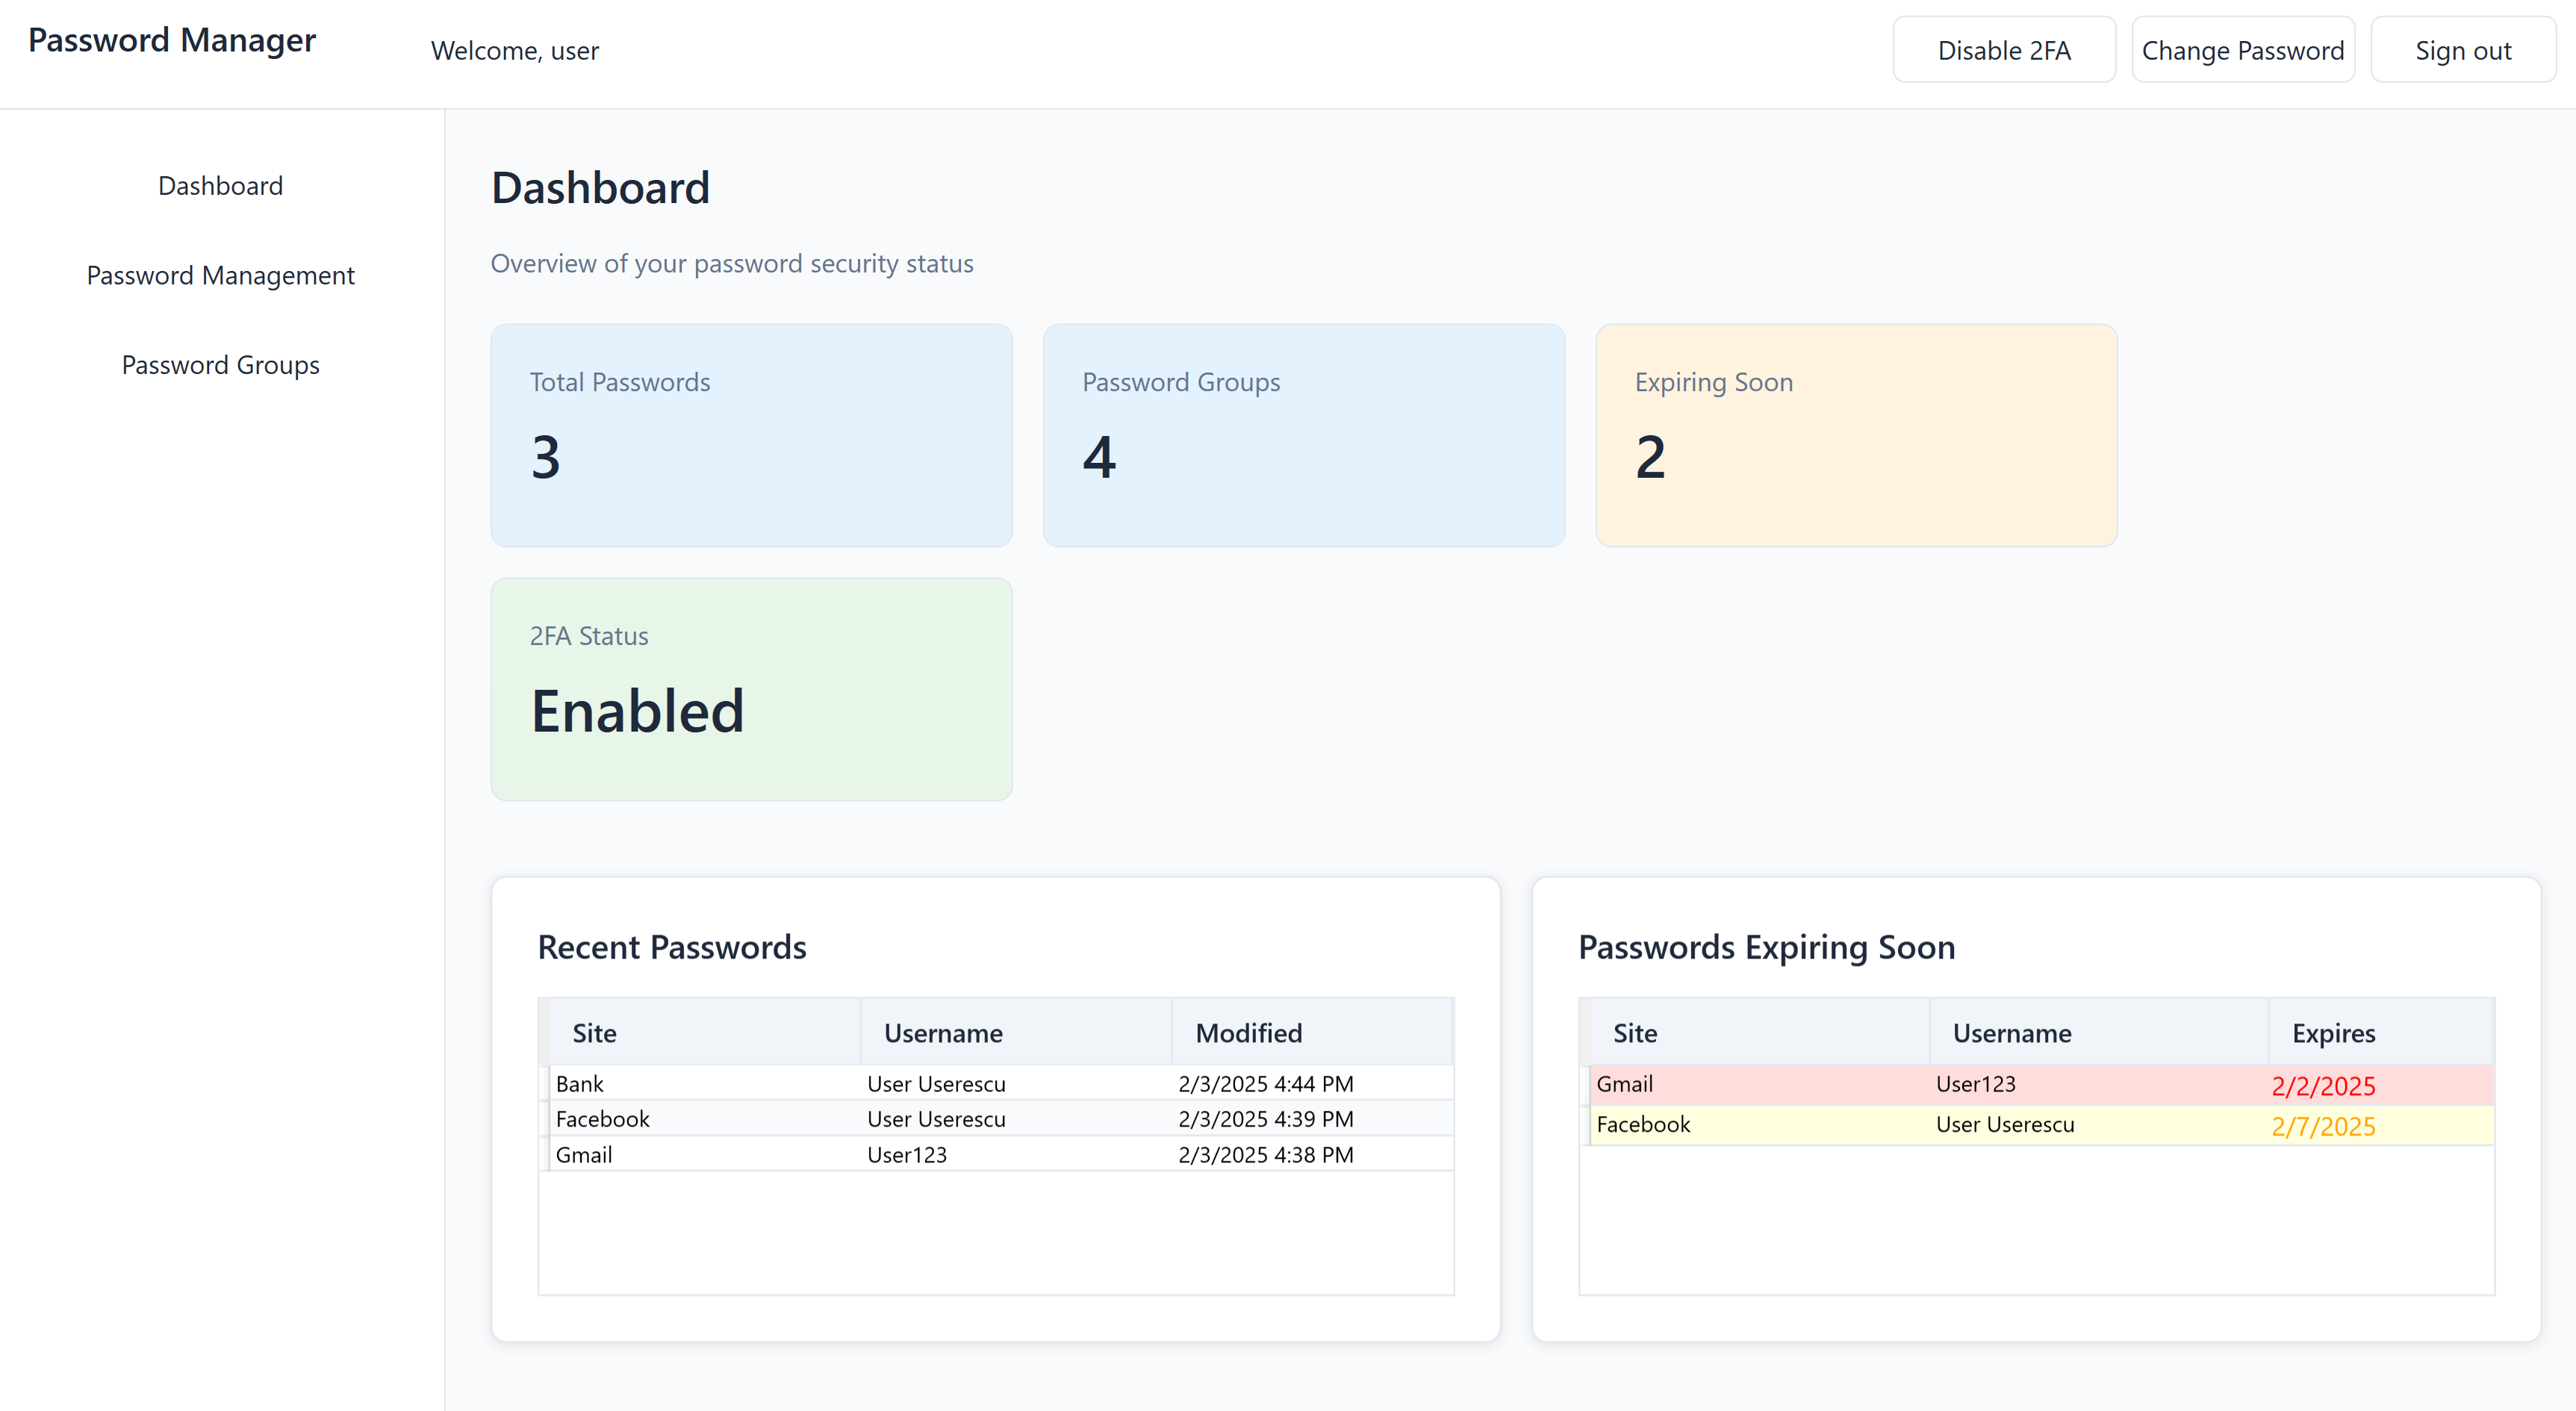 Password Manager
Welcome, user
Disable 2FA
Change Password
Sign out
Dashboard
Password Management
Password Groups
Dashboard
Overview of your password security status
Total Passwords
3
Password Groups
4
Expiring Soon
2
2FA Status
Enabled
Recent Passwords
Site Username Modified
Bank User Userescu 2/3/2025 4:44 PM
Facebook User Userescu 2/3/2025 4:39 PM
Gmail User123 2/3/2025 4:38 PM
Passwords Expiring Soon
Site Username Expires
Gmail User123 2/2/2025
Facebook User Userescu 2/7/2025